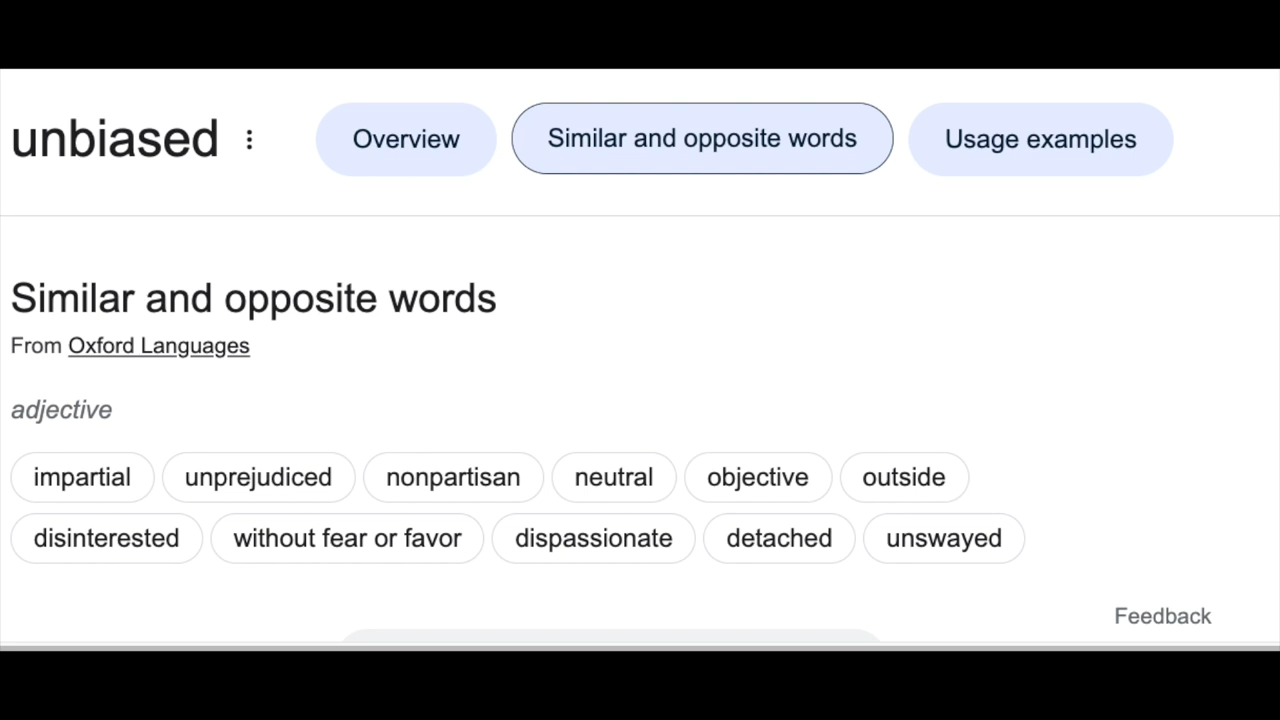 unbiased Overview Similar and opposite words Usage examples
Similar and opposite words
From Oxford Languages
adjective
impartial unprejudiced nonpartisan neutral objective outside
disinterested without fear or favor dispassionate detached unswayed
Feedback